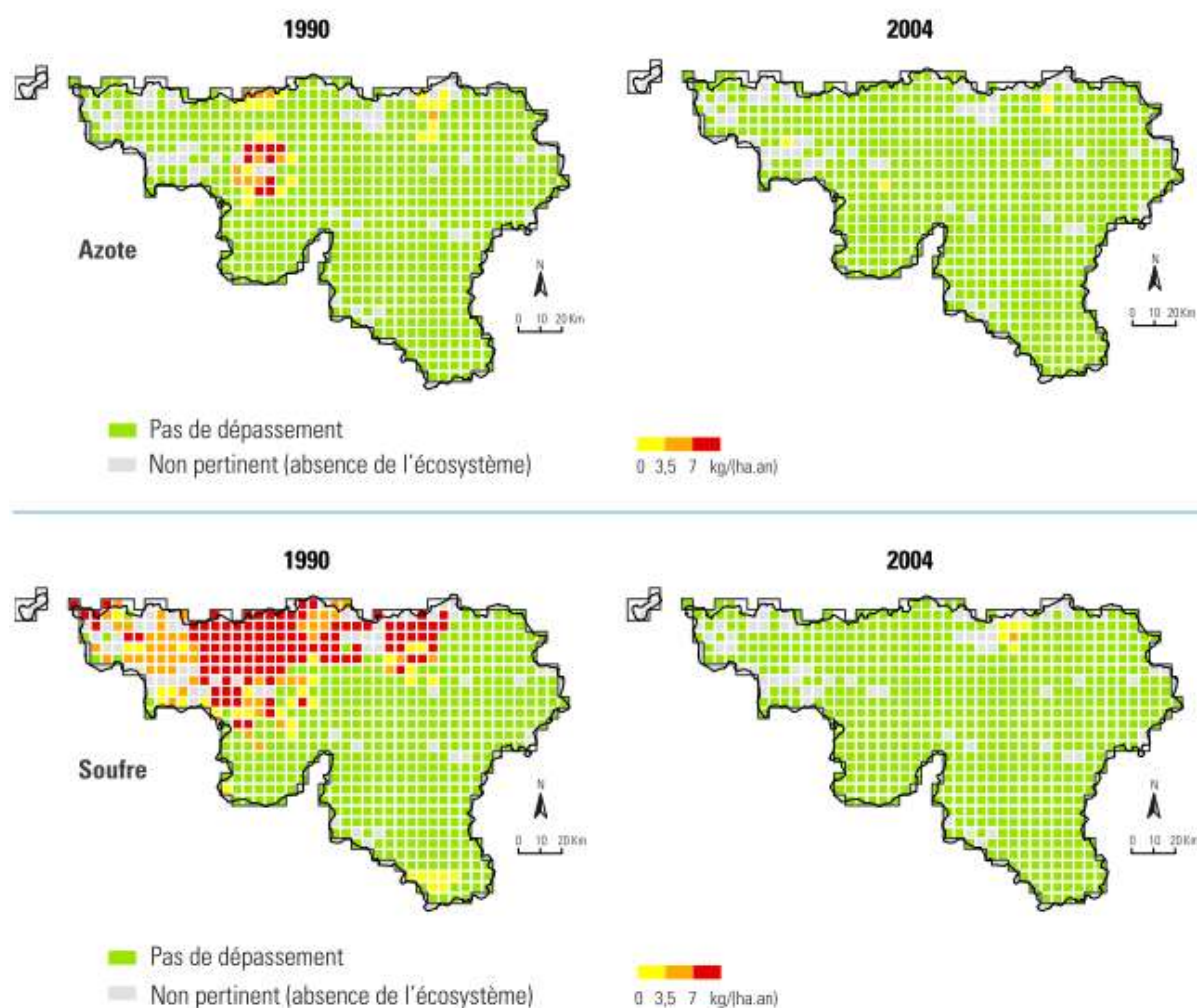 1990
2004
Azote
N
0 10 20 Km
N
0 10 20 Km
Pas de dépassement
Non pertinent (absence de l'écosystème)
0 3,5 7 kg/(ha.an)
1990
2004
Soufre
N
0 10 20 Km
N
0 10 20 Km
Pas de dépassement
Non pertinent (absence de l'écosystème)
0 3,5 7 kg/(ha.an)